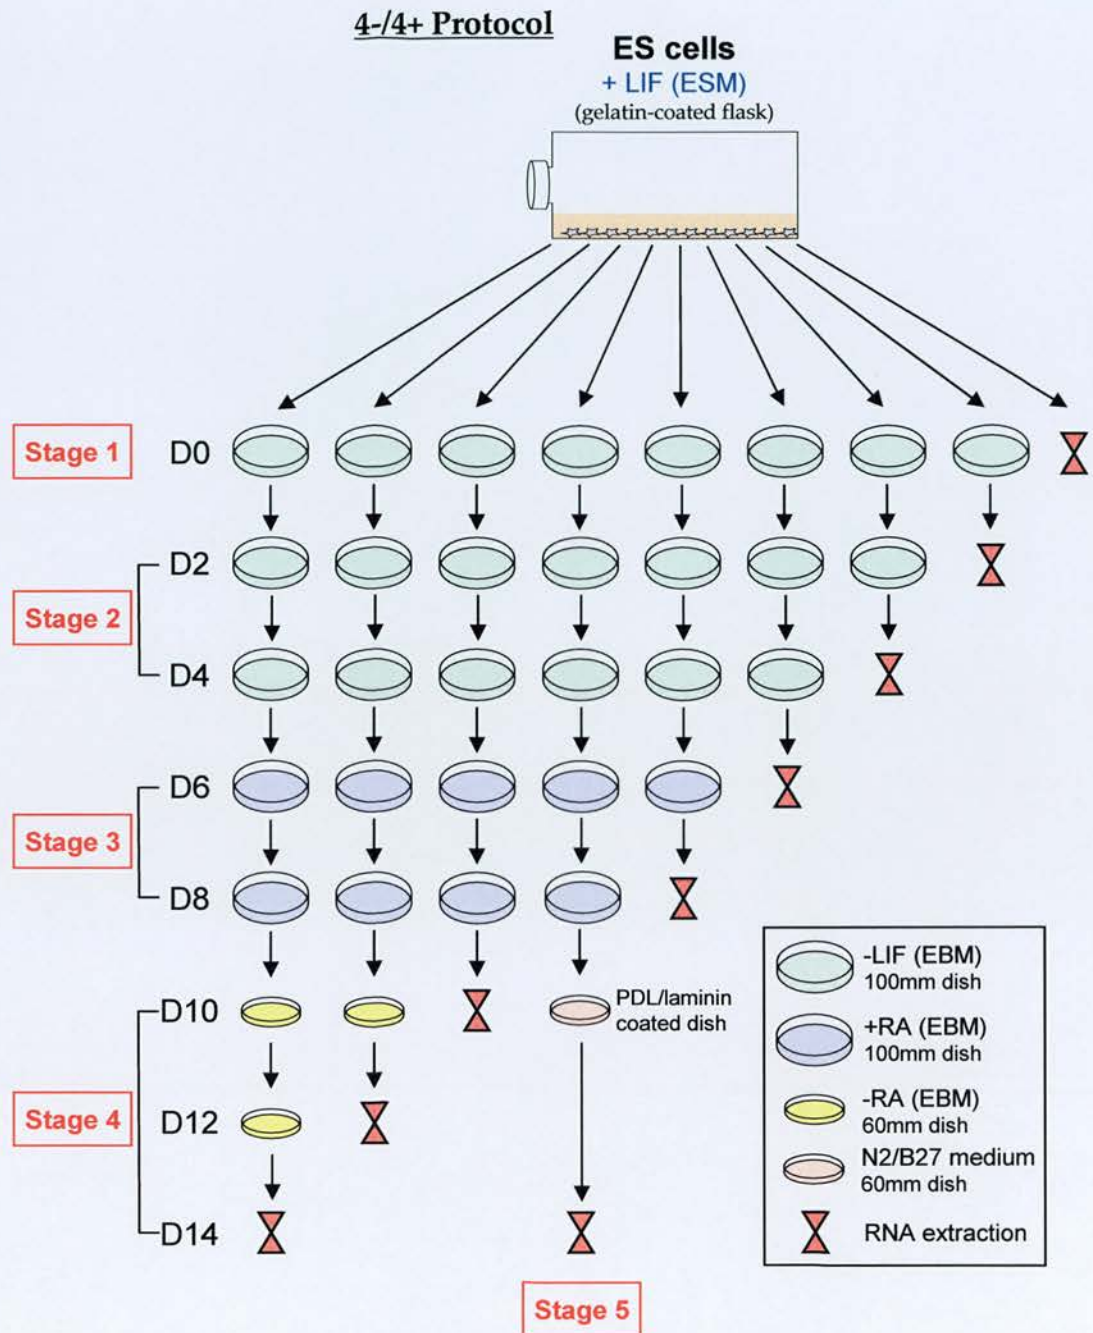 4-/4+ Protocol
ES cells
+ LIF (ESM)
(gelatin-coated flask)
Stage 1
D0
D2
Stage 2
D4
D6
Stage 3
D8
D10
PDL/laminin
coated dish
Stage 4
D12
D14
Stage 5
-LIF (EBM)
100mm dish
+RA (EBM)
100mm dish
-RA (EBM)
60mm dish
N2/B27 medium
60mm dish
RNA extraction